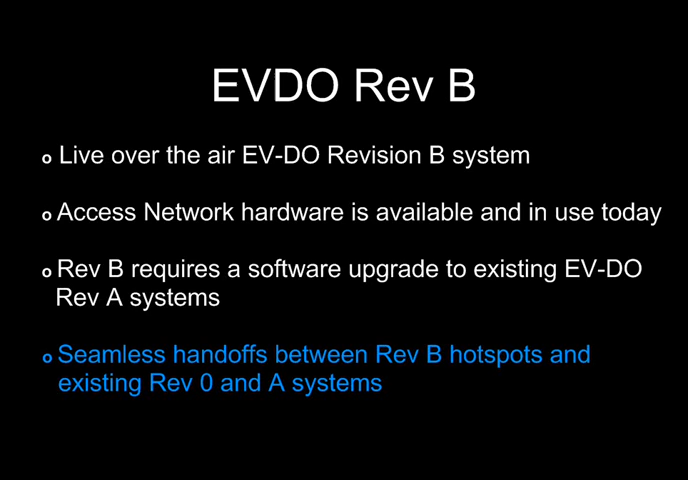 EVDO Rev B
o Live over the air EV-DO Revision B system
o Access Network hardware is available and in use today
o Rev B requires a software upgrade to existing EV-DO
Rev A systems
o Seamless handoffs between Rev B hotspots and
existing Rev 0 and A systems